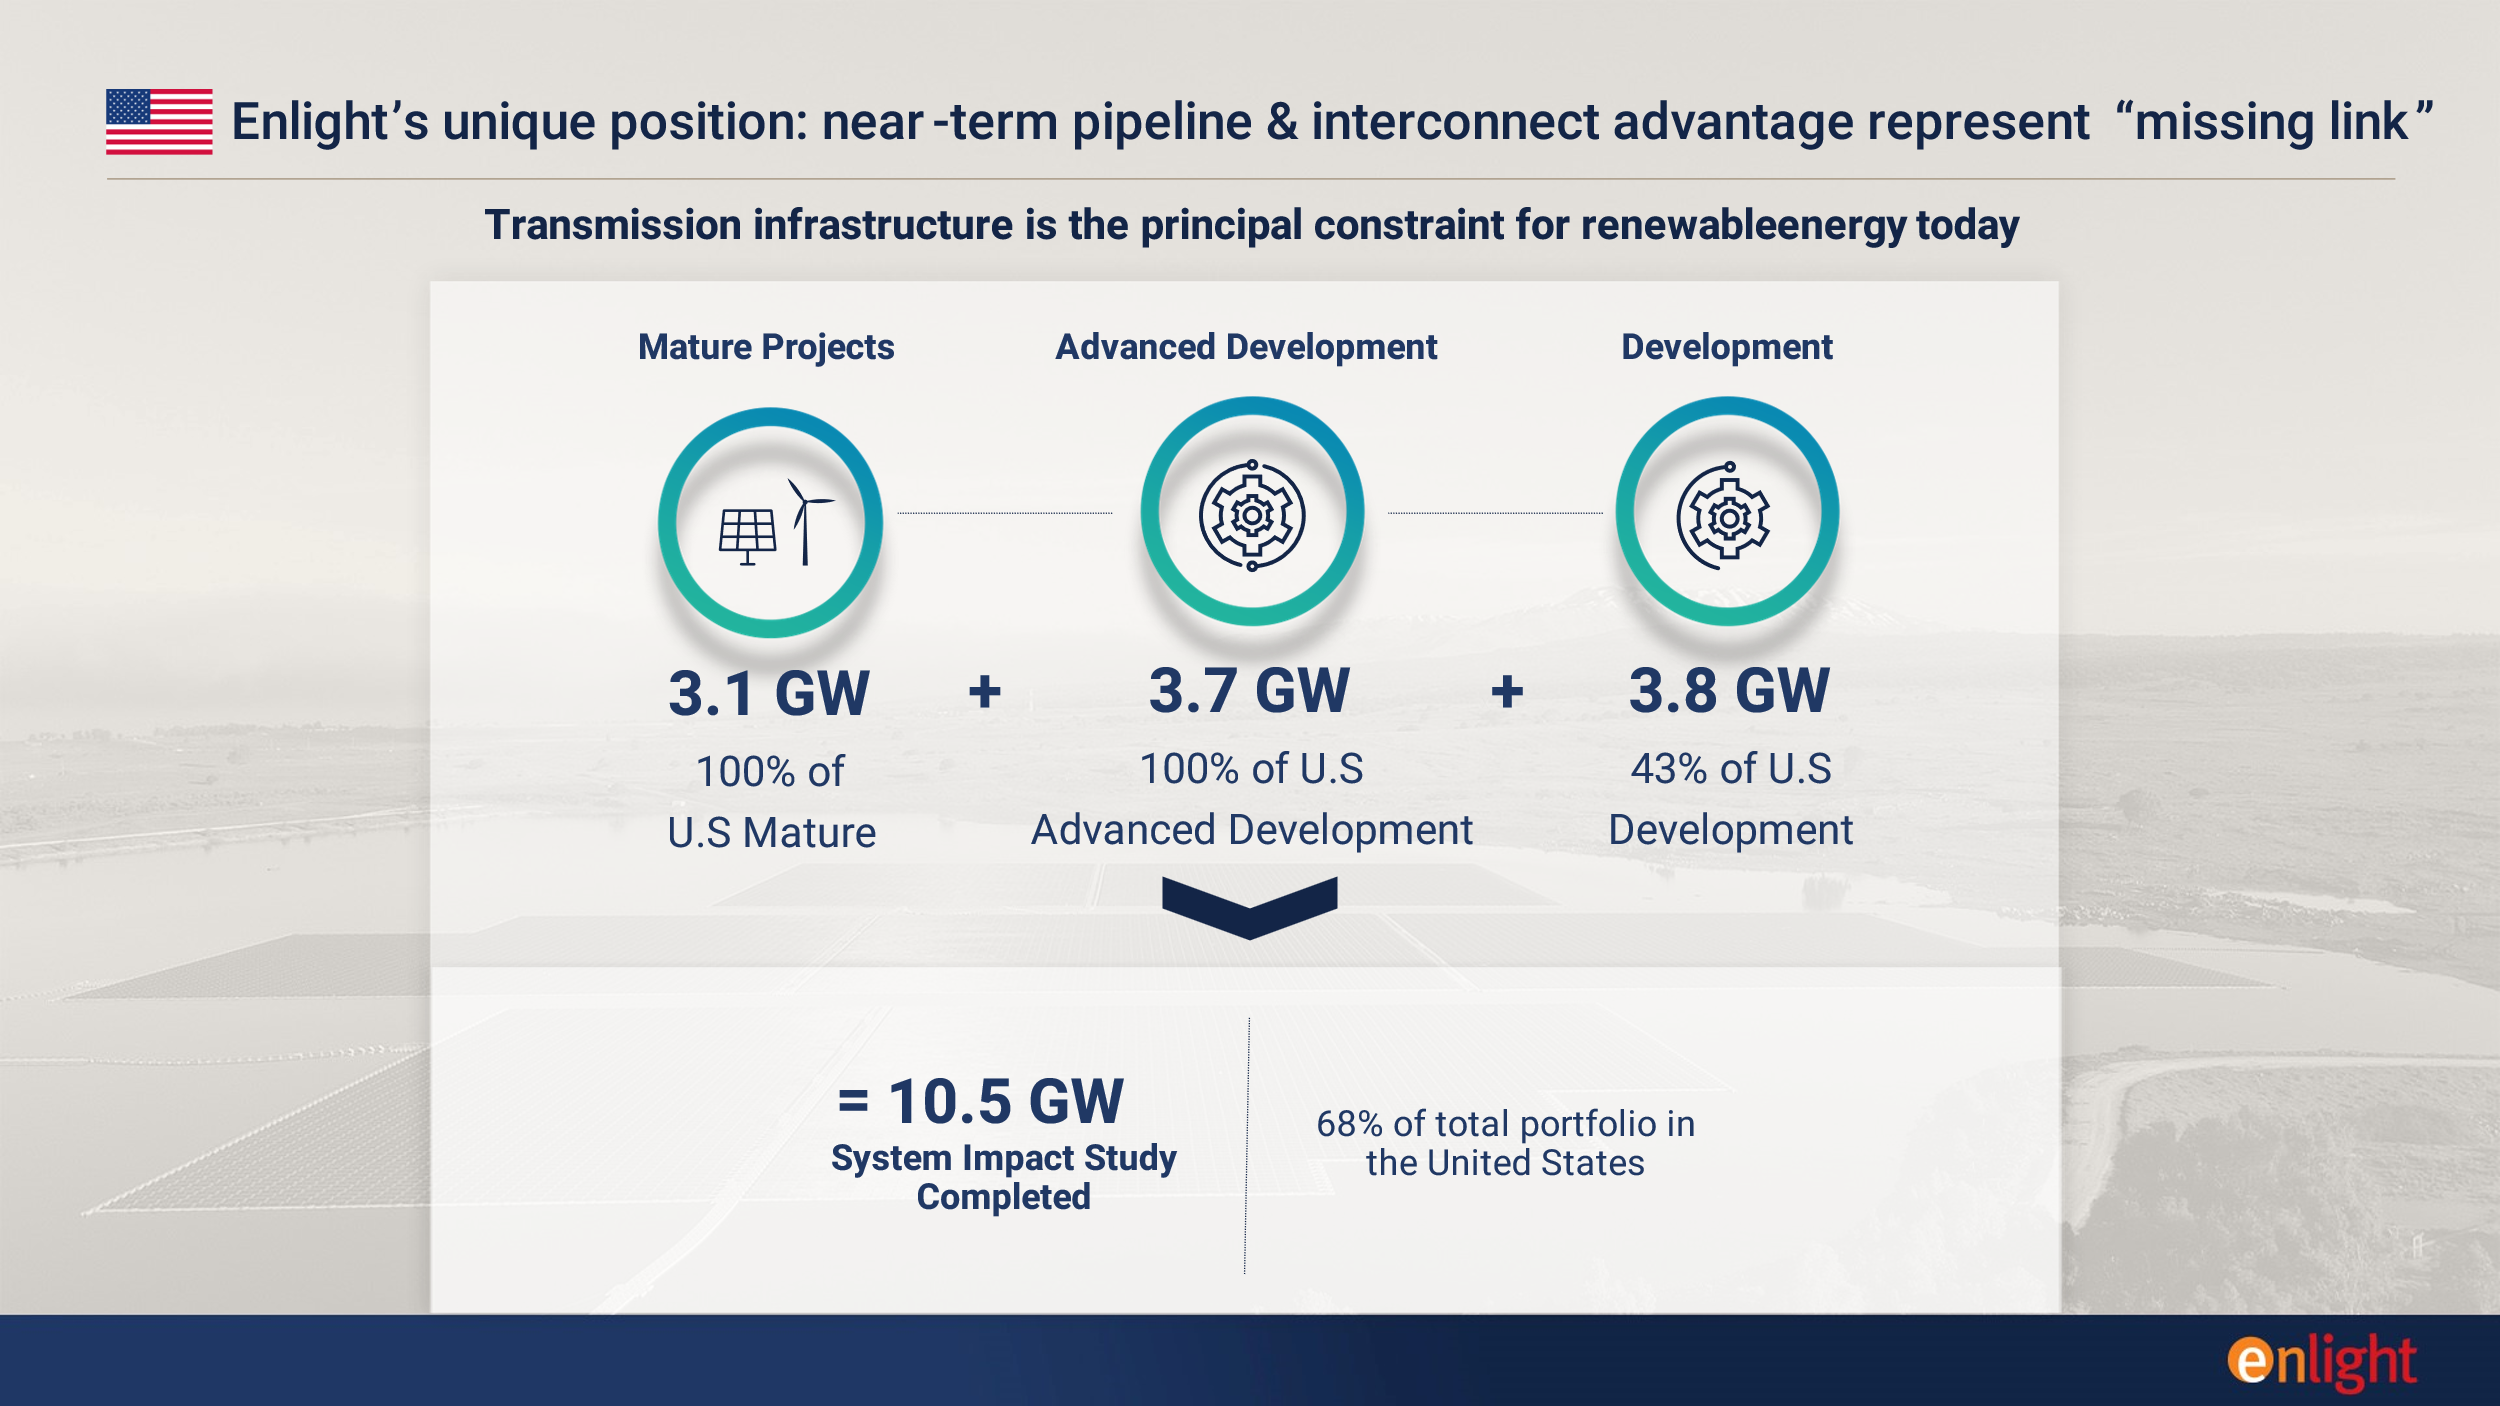 Enlight’s unique position: near-term pipeline & interconnect advantage represent “missing link”
Transmission infrastructure is the principal constraint for renewableenergy today
Mature Projects
Advanced Development
Development
3.1 GW
+
3.7 GW
+
3.8 GW
100% of
U.S Mature
100% of U.S
Advanced Development
43% of U.S
Development
= 10.5 GW
System Impact Study
Completed
68% of total portfolio in
the United States
enlight